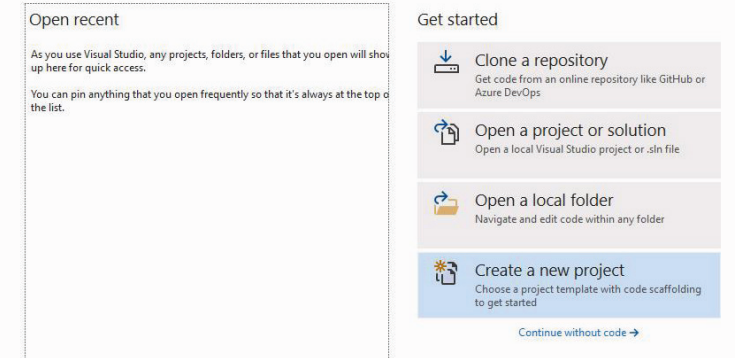 Open recent
As you use Visual Studio, any projects, folders, or files that you open will show
up here for quick access.
You can pin anything that you open frequently so that it's always at the top o
the list.
Get started
Clone a repository
Get code from an online repository like GitHub or
Azure DevOps
Open a project or solution
Open a local Visual Studio project or .sln file
Open a local folder
Navigate and edit code within any folder
Create a new project
Choose a project template with code scaffolding
to get started
Continue without code →